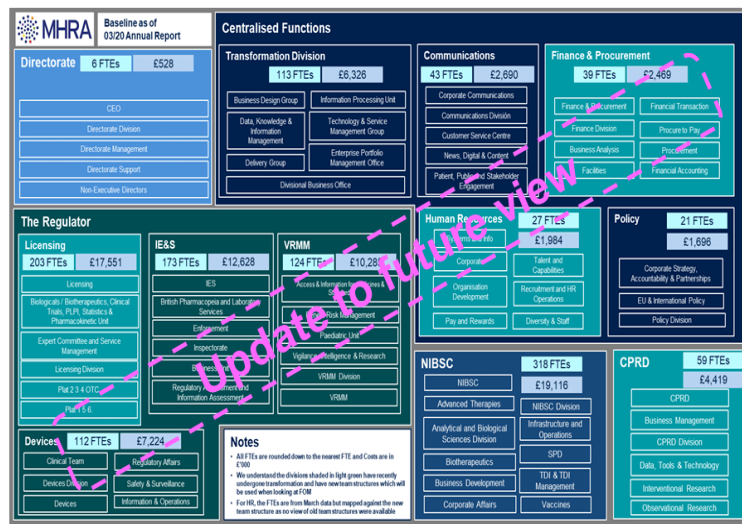 MHRA
Baseline as of
03/20 Annual Report
Directorate 6 FTEs £528
CEO
Directorate Division
Directorate Management
Directorate Support
Non-Executive Directors
Centralised Functions
Transformation Division
113 FTEs £6,326
Business Design Group
Information Processing Unit
Data, Knowledge &
Information
Management
Technology & Service
Management Group
Delivery Group
Enterprise Portfolio
Management Office
Divisional Business Office
Communications
43 FTEs £2,690
Corporate Communications
Communications Division
Customer Service Centre
News, Digital & Content
Patient, Public and Stakeholder
Engagement
Finance & Procurement
39 FTEs £2,469
Finance & Procurement
Financial Transaction
Finance Division
Procure to Pay
Business Analysis
Procurement
Facilities
Financial Accounting
The Regulator
Licensing
203 FTEs £17,551
Licensing
Biologicals / Biotherapeutics, Clinical
Trials, PLPI, Statistics &
Pharmacokinetic Unit
Expert Committee and Service
Management
Licensing Division
Plat 2 3 4 OTC
Plat 1 5 6.
IE&S
173 FTEs £12,628
IES
British Pharmacopeia and Laboratory
Services
Enforcement
Inspectorate
Regulatory Assessment and
Information Assessment
VRMM
124 FTEs
Access & Information
Risk Management
Paediatric Unit
Vigilance Intelligence & Research
VRMM Division
VRMM
Human Resources
27 FTEs
£1,984
Corporate
Talent and
Capabilities
Organisation
Development
Recruitment and HR
Operations
Pay and Rewards
Diversity & Staff
Policy
21 FTEs
£1,696
Corporate Strategy,
Accountability & Partnerships
EU & International Policy
Policy Division
Devices 112 FTEs £7,224
Clinical Team
Regulatory Affairs
Devices Division
Safety & Surveillance
Devices
Information & Operations
Notes
• All FTEs are rounded down to the nearest FTE and Costs are in
£'000
• We understand the divisions shaded in light green have recently
undergone transformation and have new team structures which will
be used when looking at FOM
• For HR, the FTEs are from March data but mapped against the new
team structure as no view of old team structures were available
NIBSC
318 FTEs
£19,116
NIBSC
Advanced Therapies
NIBSC Division
Analytical and Biological
Sciences Division
Infrastructure and
Operations
SPD
Biotherapeutics
TDI & TDI
Management
Business Development
Corporate Affairs
Vaccines
CPRD
59 FTEs
£4,419
CPRD
Business Management
CPRD Division
Data, Tools & Technology
Interventional Research
Observational Research
Update to future view